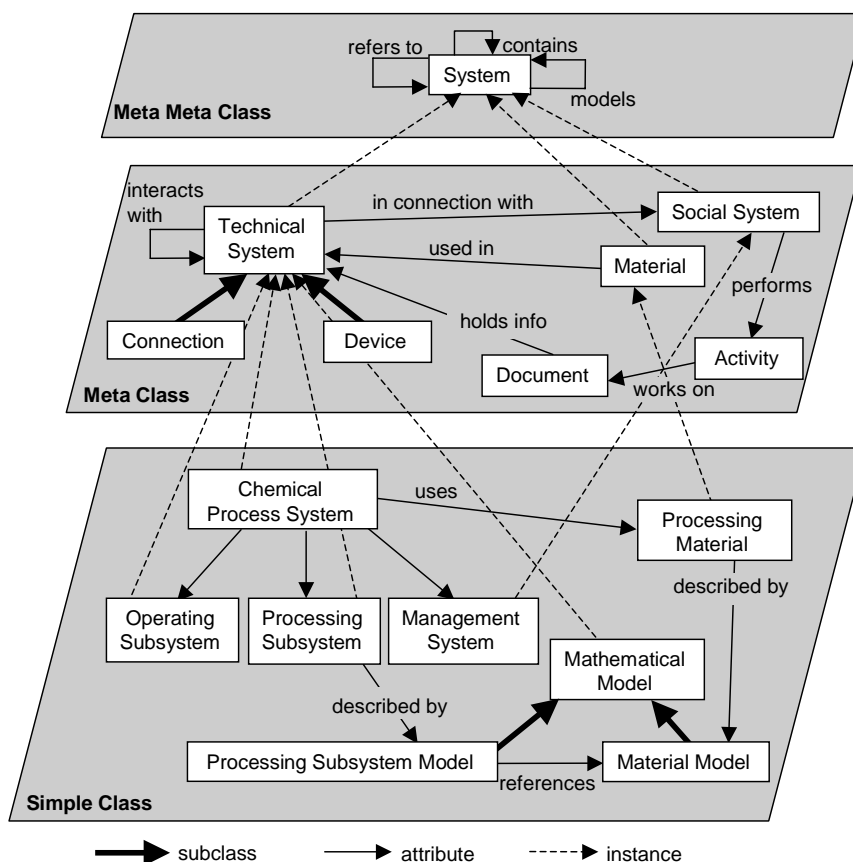 refers to
contains
System
models
Meta Meta Class
interacts
with
in connection with
Technical
System
Social System
used in
Material
performs
holds info
Connection
Device
Document
Activity
works on
Meta Class
Chemical
Process System
uses
Processing
Material
described by
Operating
Subsystem
Processing
Subsystem
Management
System
Mathematical
Model
described by
Processing Subsystem Model
references
Material Model
Simple Class
subclass
attribute
instance